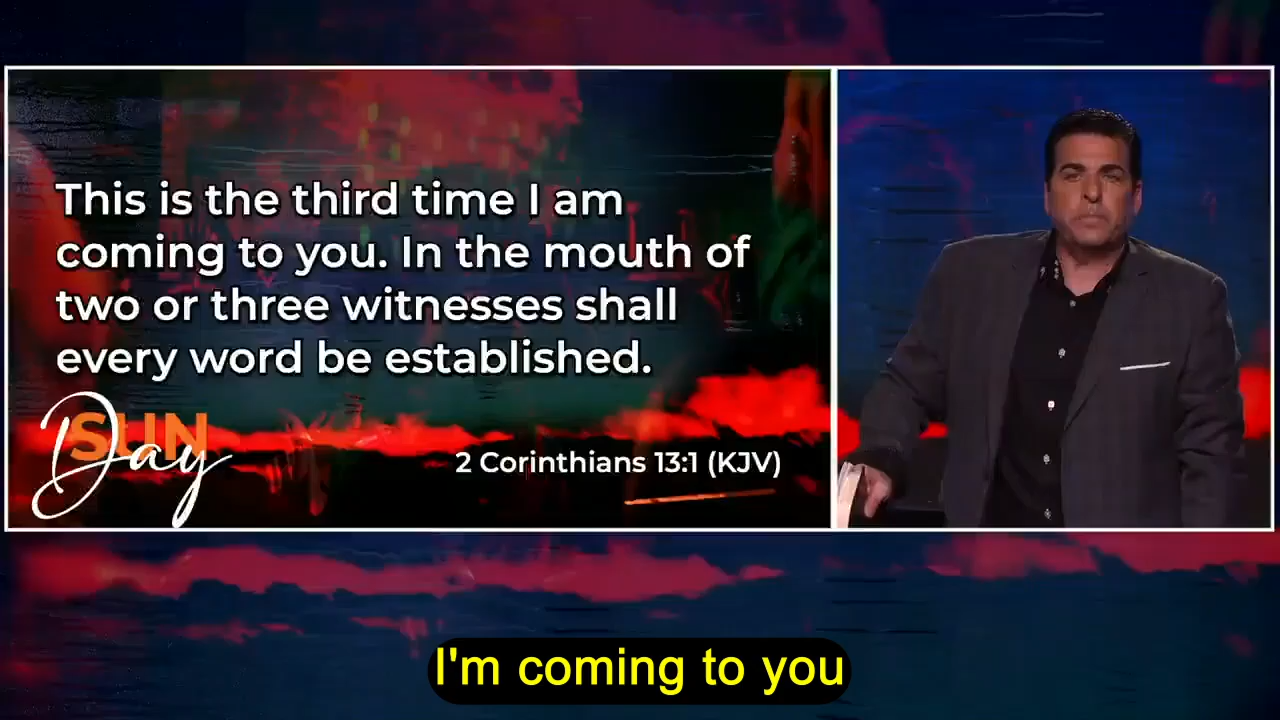 This is the third time I am
coming to you. In the mouth of
two or three witnesses shall
every word be established.
SUN
Day
2 Corinthians 13:1 (KJV)
I'm coming to you